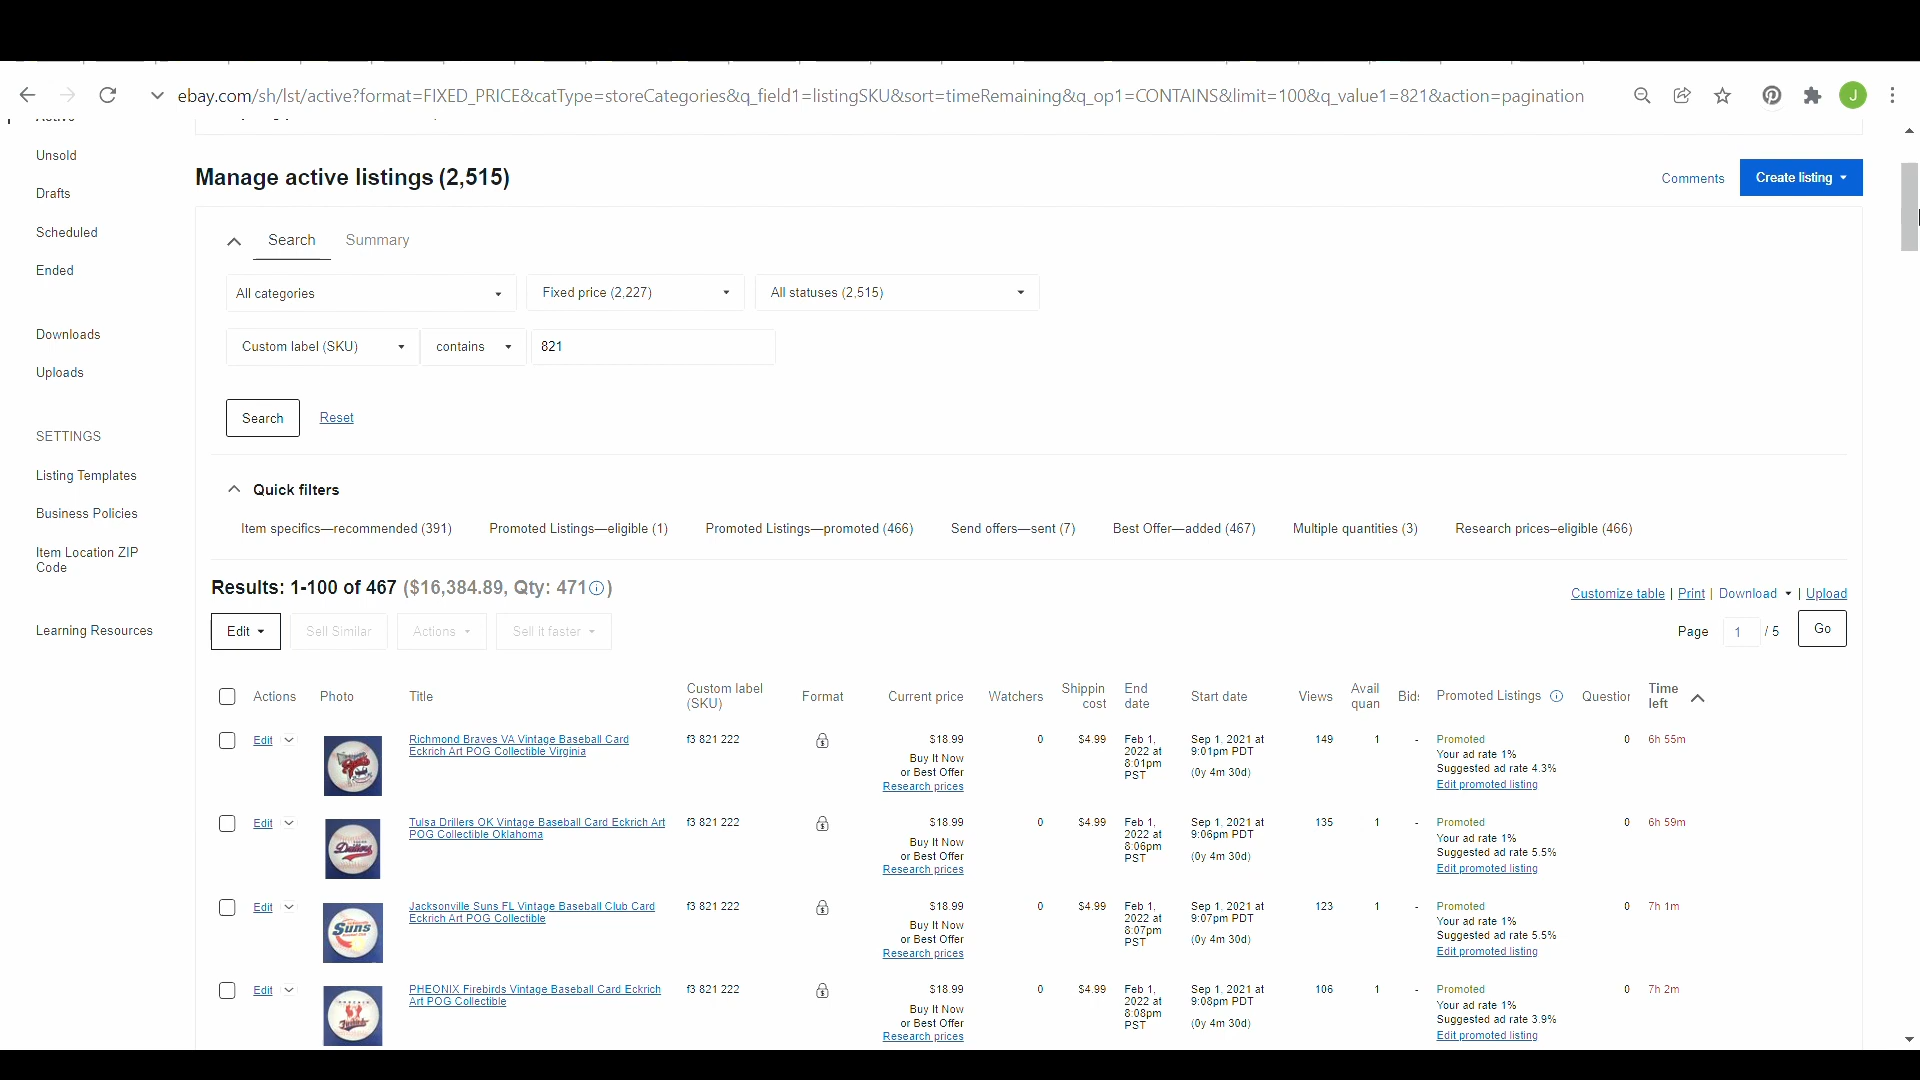 ebay.com/sh/lst/active?format=FIXED_PRICE&catType=storeCategories&q_field1=listingSKU&sort=timeRemaining&q_op1=CONTAINS&limit=100&q_value1=821&action=pagination
J
Unsold
Drafts
Scheduled
Ended
Downloads
Uploads
SETTINGS
Listing Templates
Business Policies
Item Location ZIP
Code
Learning Resources
Manage active listings (2,515)
Comments
Create listing
Search Summary
All categories Fixed price (2,227) All statuses (2,515)
Custom label (SKU) contains 821
Search Reset
Quick filters
Item specifics—recommended (391) Promoted Listings—eligible (1) Promoted Listings—promoted (466) Send offers—sent (7) Best Offer—added (467) Multiple quantities (3) Research prices–eligible (466)
Results: 1-100 of 467 ($16,384.89, Qty: 471)
Customize table | Print | Download | Upload
Edit Sell Similar Actions Sell it faster
Page 1 / 5 Go
Actions Photo Title Custom label (SKU) Format Current price Watchers Shippin cost End date Start date Views Avail quan Bid: Promoted Listings Question Time left
Edit Richmond Braves VA Vintage Baseball Card f3 821 222 $18.99 0 $4.99 Feb 1, Sep 1, 2021 at 149 1 - Promoted 0 6h 55m
Eckrich Art POG Collectible Virginia 2022 at 9:01pm PDT
Buy It Now 8:01pm Your ad rate 1%
or Best Offer PST (0y 4m 30d) Suggested ad rate 4.3%
Research prices Edit promoted listing
Edit Tulsa Drillers OK Vintage Baseball Card Eckrich Art f3 821 222 $18.99 0 $4.99 Feb 1, Sep 1, 2021 at 135 1 - Promoted 0 6h 59m
POG Collectible Oklahoma 2022 at 9:06pm PDT
Drillers Buy It Now 8:06pm Your ad rate 1%
or Best Offer PST (0y 4m 30d) Suggested ad rate 5.5%
Research prices Edit promoted listing
Edit Jacksonville Suns FL Vintage Baseball Club Card f3 821 222 $18.99 0 $4.99 Feb 1, Sep 1, 2021 at 123 1 - Promoted 0 7h 1m
Eckrich Art POG Collectible 2022 at 9:07pm PDT
Suns Buy It Now 8:07pm Your ad rate 1%
or Best Offer PST (0y 4m 30d) Suggested ad rate 5.5%
Research prices Edit promoted listing
Edit PHEONIX Firebirds Vintage Baseball Card Eckrich f3 821 222 $18.99 0 $4.99 Feb 1, Sep 1, 2021 at 106 1 - Promoted 0 7h 2m
Art POG Collectible 2022 at 9:08pm PDT
Buy It Now 8:08pm Your ad rate 1%
or Best Offer PST (0y 4m 30d) Suggested ad rate 3.9%
Research prices Edit promoted listing